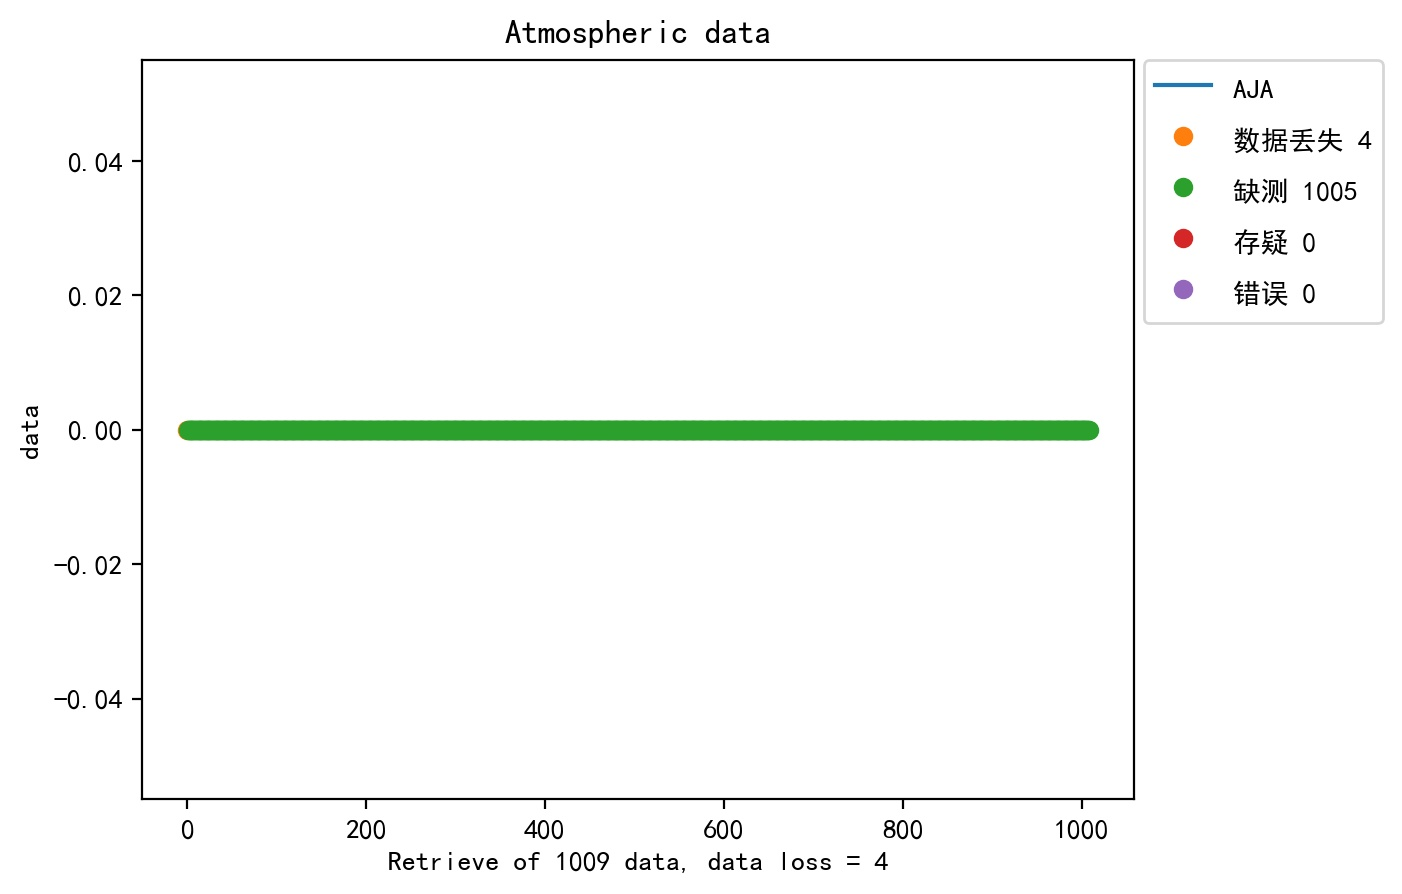 Atmospheric data
AJA
数据丢失 4
缺测 1005
存疑 0
错误 0
0.04
0.02
0.00
-0.02
-0.04
data
0 200 400 600 800 1000
Retrieve of 1009 data, data loss = 4